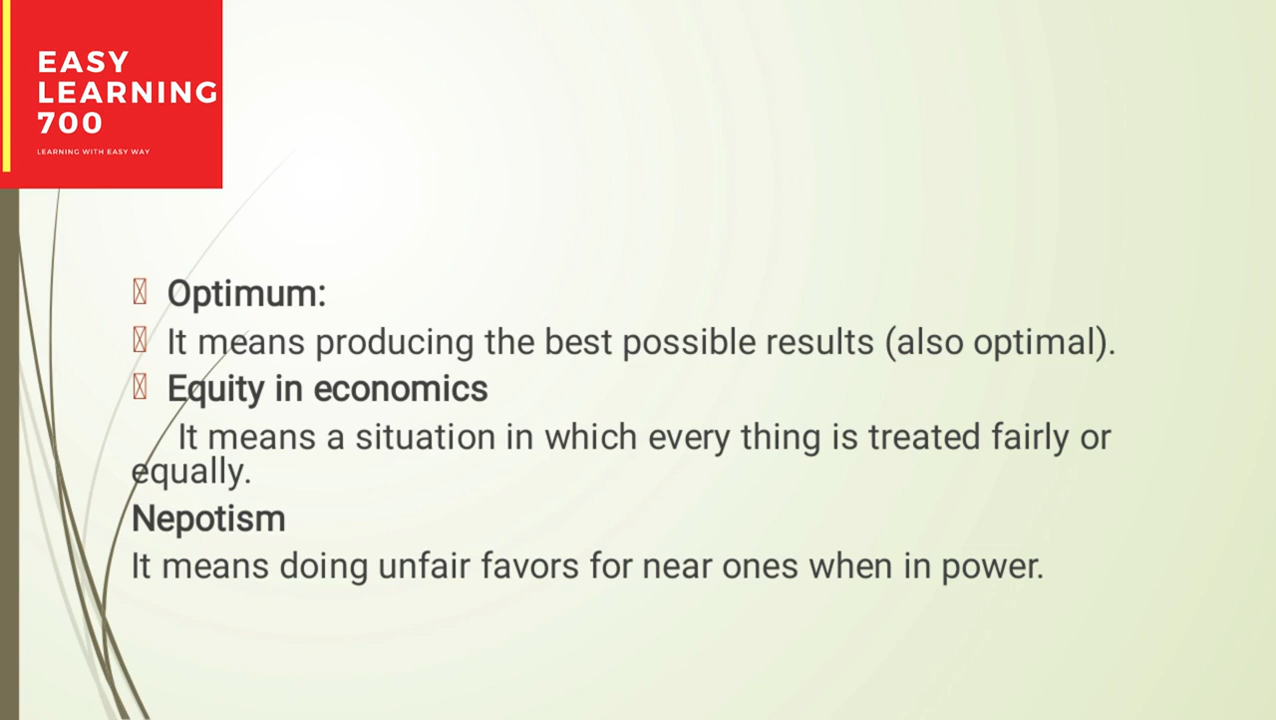 EASY
LEARNING
700
LEARNING WITH EASY WAY
Optimum:
It means producing the best possible results (also optimal).
Equity in economics
It means a situation in which every thing is treated fairly or
equally.
Nepotism
It means doing unfair favors for near ones when in power.